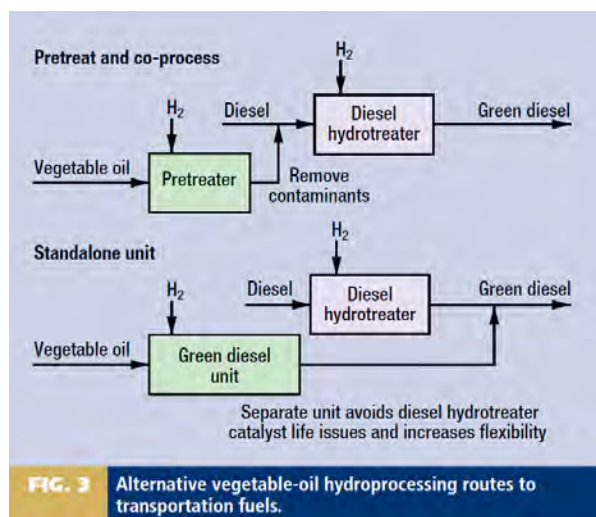 Pretreat and co-process
H2
H2
Diesel
Diesel
hydrotreater
Green diesel
Vegetable oil
Pretreater
Remove
contaminants
Standalone unit
H2
H2
Diesel
Diesel
hydrotreater
Green diesel
Vegetable oil
Green diesel
unit
Separate unit avoids diesel hydrotreater
catalyst life issues and increases flexibility
FIG. 3
Alternative vegetable-oil hydroprocessing routes to
transportation fuels.